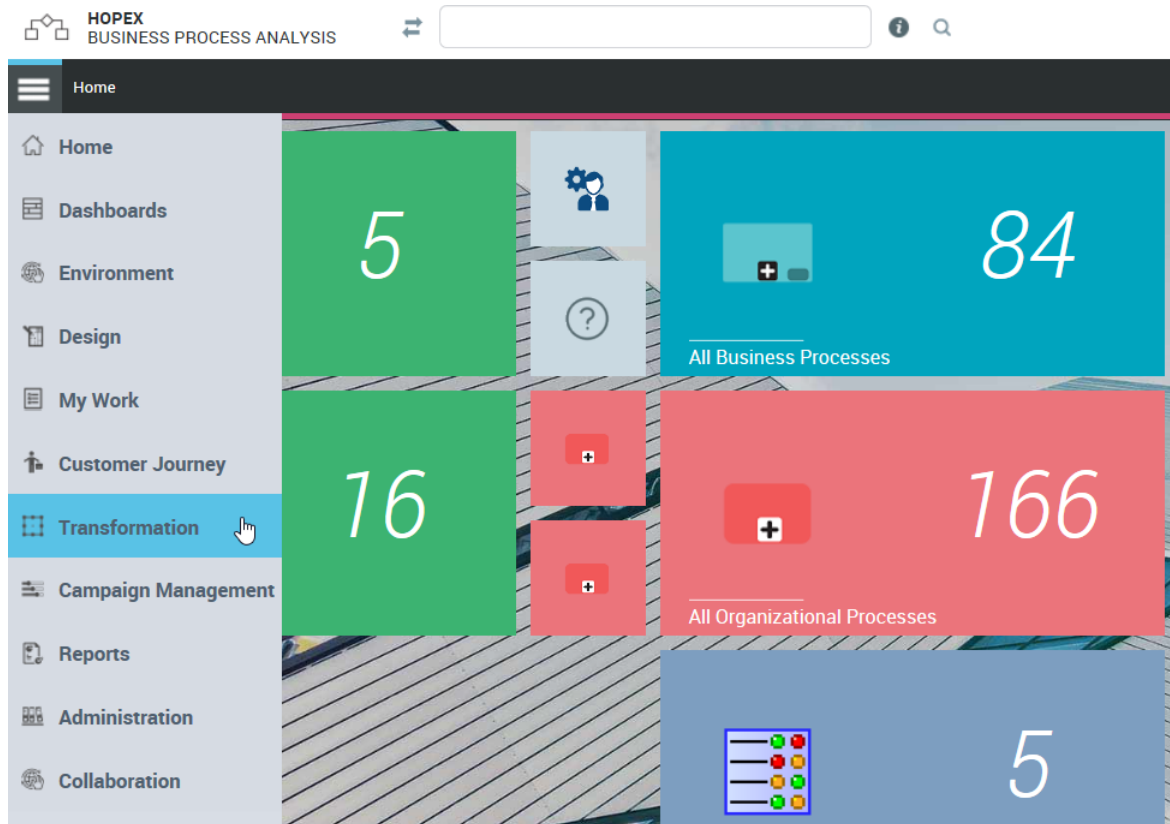 HOPEX
BUSINESS PROCESS ANALYSIS
Home
Home
Dashboards
Environment
Design
My Work
Customer Journey
Transformation
Campaign Management
Reports
Administration
Collaboration
5
84
All Business Processes
16
166
All Organizational Processes
5